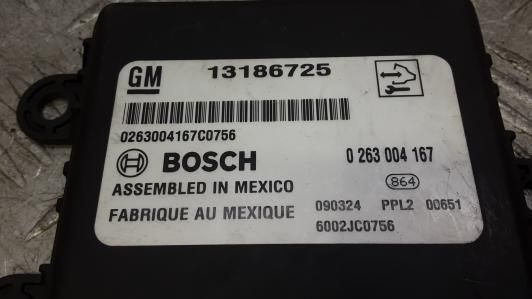 GM 13186725
0263004167C0756
BOSCH 0 263 004 167
864
ASSEMBLED IN MEXICO
FABRIQUE AU MEXIQUE
090324 PPL2 00651
6002JC0756